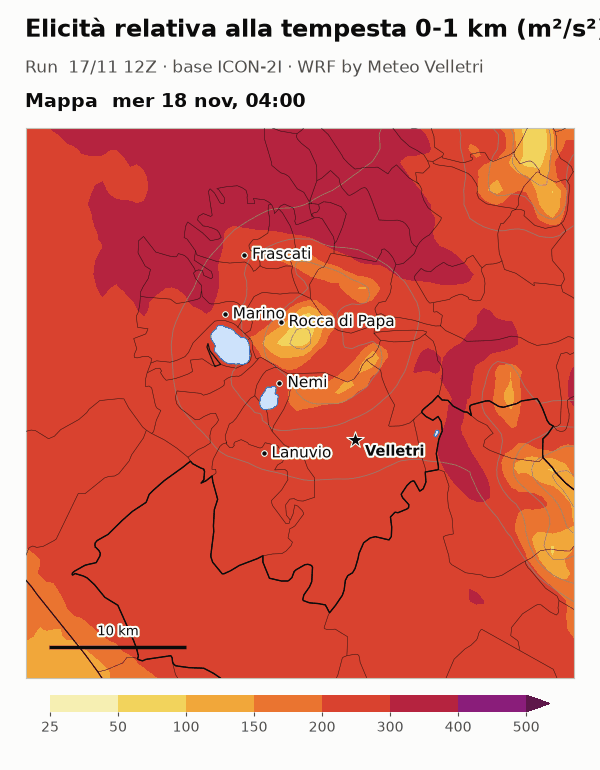 Elicità relativa alla tempesta 0-1 km (m²/s²)
Run 17/11 12Z · base ICON-2I · WRF by Meteo Velletri
Mappa mer 18 nov, 04:00
Frascati
Marino
Rocca di Papa
Nemi
Velletri
Lanuvio
10 km
25 50 100 150 200 300 400 500